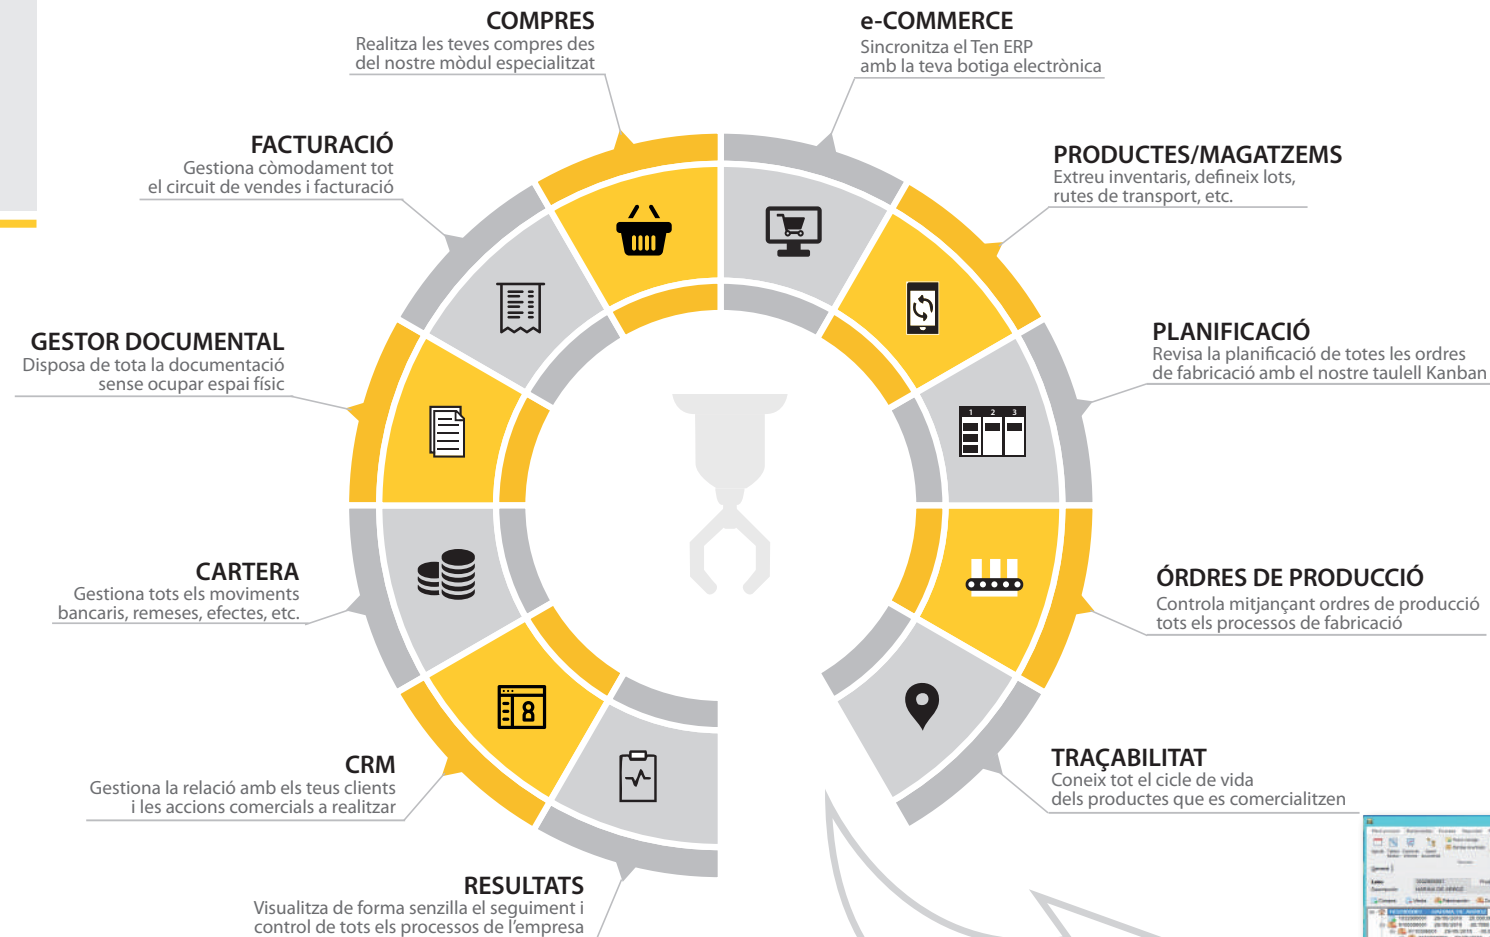 COMPRES
Realitza les teves compres des
del nostre mòdul especialitzat
e-COMMERCE
Sincronitza el Ten ERP
amb la teva botiga electrònica
FACTURACIÓ
Gestiona còmodament tot
el circuit de vendes i facturació
PRODUCTES/MAGATZEMS
Extreu inventaris, defineix lots,
rutes de transport, etc.
GESTOR DOCUMENTAL
Disposa de tota la documentació
sense ocupar espai físic
PLANIFICACIÓ
Revisa la planificació de totes les ordres
de fabricació amb el nostre taulell Kanban
1 2 3
CARTERA
Gestiona tots els moviments
bancaris, remeses, efectes, etc.
ÓRDRES DE PRODUCCIÓ
Controla mitjançant ordres de producció
tots els processos de fabricació
8
CRM
Gestiona la relació amb els teus clients
i les accions comercials a realitzar
TRAÇABILITAT
Coneix tot el cicle de vida
dels productes que es comercialitzen
RESULTATS
Visualitza de forma senzilla el seguiment i
control de tots els processos de l'empresa